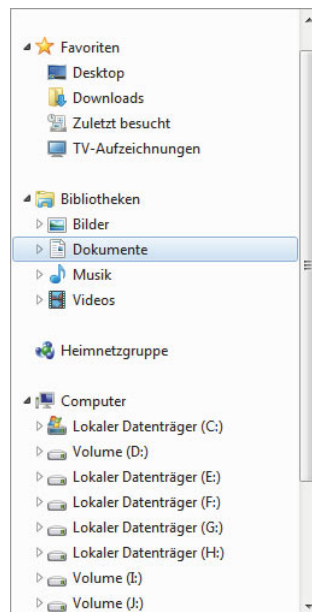 Favoriten
Desktop
Downloads
Zuletzt besucht
TV-Aufzeichnungen
Bibliotheken
Bilder
Dokumente
Musik
Videos
Heimnetzgruppe
Computer
Lokaler Datenträger (C:)
Volume (D:)
Lokaler Datenträger (E:)
Lokaler Datenträger (F:)
Lokaler Datenträger (G:)
Lokaler Datenträger (H:)
Volume (I:)
Volume (J:)